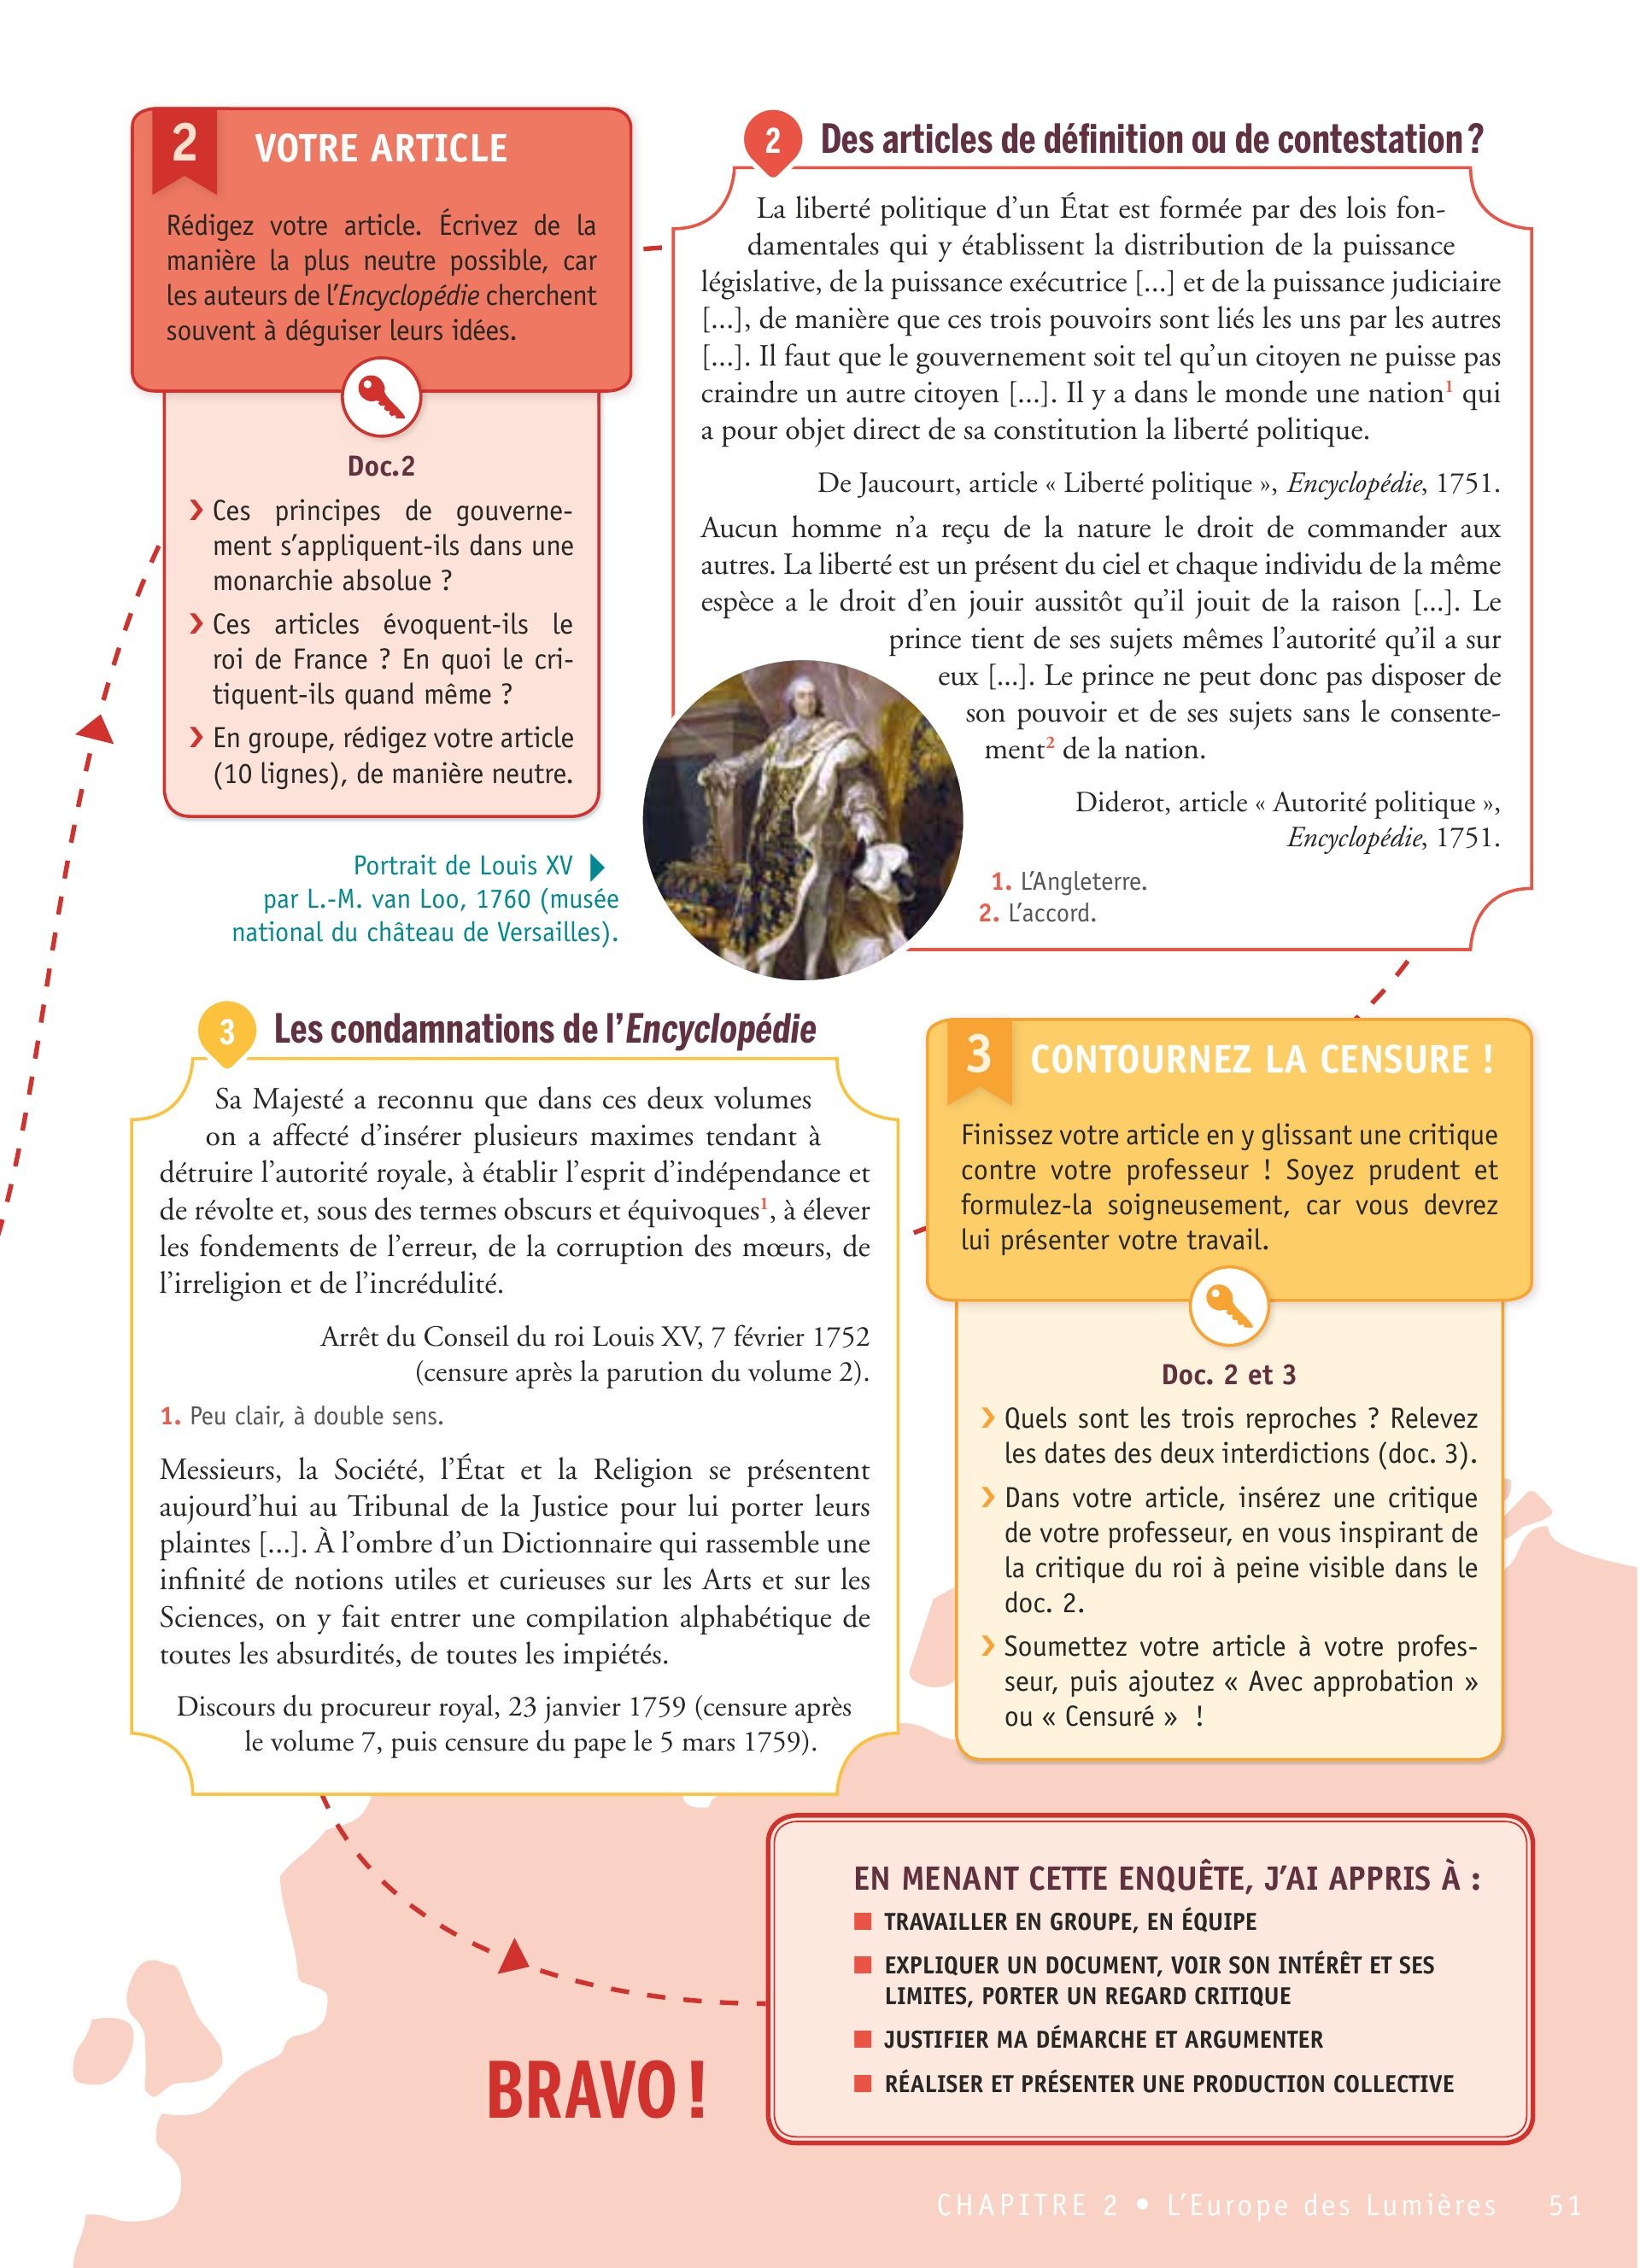 2 VOTRE ARTICLE
Rédigez votre article. Écrivez de la
manière la plus neutre possible, car
les auteurs de l'Encyclopédie cherchent
souvent à déguiser leurs idées.
Doc.2
› Ces principes de gouverne-
ment s'appliquent-ils dans une
monarchie absolue ?
› Ces articles évoquent-ils le
roi de France ? En quoi le cri-
tiquent-ils quand même ?
› En groupe, rédigez votre article
(10 lignes), de manière neutre.
2 Des articles de définition ou de contestation ?
La liberté politique d'un État est formée par des lois fon-
damentales qui y établissent la distribution de la puissance
législative, de la puissance exécutrice [...] et de la puissance judiciaire
[...], de manière que ces trois pouvoirs sont liés les uns par les autres
[...]. Il faut que le gouvernement soit tel qu'un citoyen ne puisse pas
craindre un autre citoyen [...]. Il y a dans le monde une nation1 qui
a pour objet direct de sa constitution la liberté politique.
De Jaucourt, article « Liberté politique », Encyclopédie, 1751.
Aucun homme n'a reçu de la nature le droit de commander aux
autres. La liberté est un présent du ciel et chaque individu de la même
espèce a le droit d'en jouir aussitôt qu'il jouit de la raison [...]. Le
prince tient de ses sujets mêmes l'autorité qu'il a sur
eux [...]. Le prince ne peut donc pas disposer de
son pouvoir et de ses sujets sans le consente-
ment2 de la nation.
Diderot, article « Autorité politique »,
Encyclopédie, 1751.
1. L'Angleterre.
2. L'accord.
Portrait de Louis XV
par L.-M. van Loo, 1760 (musée
national du château de Versailles).
3 Les condamnations de l'Encyclopédie
Sa Majesté a reconnu que dans ces deux volumes
on a affecté d'insérer plusieurs maximes tendant à
détruire l'autorité royale, à établir l'esprit d'indépendance et
de révolte et, sous des termes obscurs et équivoques1, à élever
les fondements de l'erreur, de la corruption des mœurs, de
l'irreligion et de l'incrédulité.
Arrêt du Conseil du roi Louis XV, 7 février 1752
(censure après la parution du volume 2).
1. Peu clair, à double sens.
Messieurs, la Société, l'État et la Religion se présentent
aujourd'hui au Tribunal de la Justice pour lui porter leurs
plaintes [...]. À l'ombre d'un Dictionnaire qui rassemble une
infinité de notions utiles et curieuses sur les Arts et sur les
Sciences, on y fait entrer une compilation alphabétique de
toutes les absurdités, de toutes les impiétés.
Discours du procureur royal, 23 janvier 1759 (censure après
le volume 7, puis censure du pape le 5 mars 1759).
3 CONTOURNEZ LA CENSURE !
Finissez votre article en y glissant une critique
contre votre professeur ! Soyez prudent et
formulez-la soigneusement, car vous devrez
lui présenter votre travail.
Doc. 2 et 3
› Quels sont les trois reproches ? Relevez
les dates des deux interdictions (doc. 3).
› Dans votre article, insérez une critique
de votre professeur, en vous inspirant de
la critique du roi à peine visible dans le
doc. 2.
› Soumettez votre article à votre profes-
seur, puis ajoutez « Avec approbation »
ou « Censuré » !
BRAVO !
EN MENANT CETTE ENQUÊTE, J'AI APPRIS À :
■ TRAVAILLER EN GROUPE, EN ÉQUIPE
■ EXPLIQUER UN DOCUMENT, VOIR SON INTÉRÊT ET SES
LIMITES, PORTER UN REGARD CRITIQUE
■ JUSTIFIER MA DÉMARCHE ET ARGUMENTER
■ RÉALISER ET PRÉSENTER UNE PRODUCTION COLLECTIVE
CHAPITRE 2 • L'Europe des Lumières 51